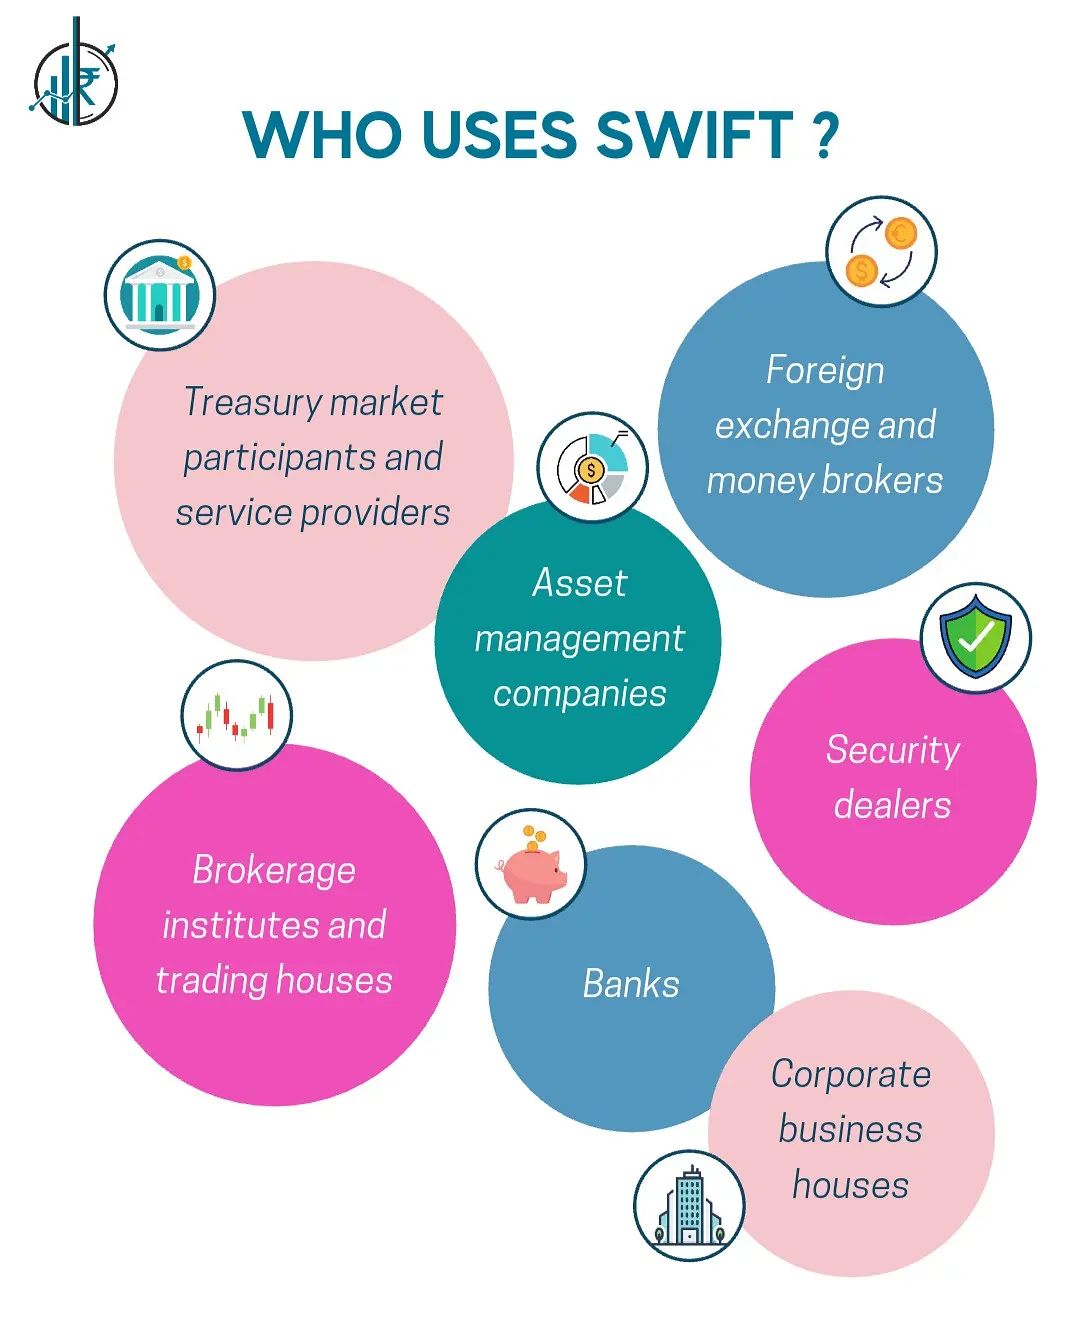 WHO USES SWIFT ?
Treasury market
participants and
service providers
Foreign
exchange and
money brokers
Asset
management
companies
Security
dealers
Brokerage
institutes and
trading houses
Banks
Corporate
business
houses